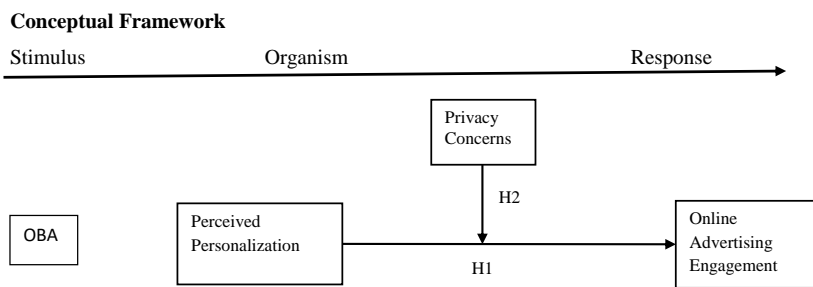 Conceptual Framework
Stimulus Organism Response
Privacy
Concerns
H2
OBA
Perceived
Personalization
H1
Online
Advertising
Engagement